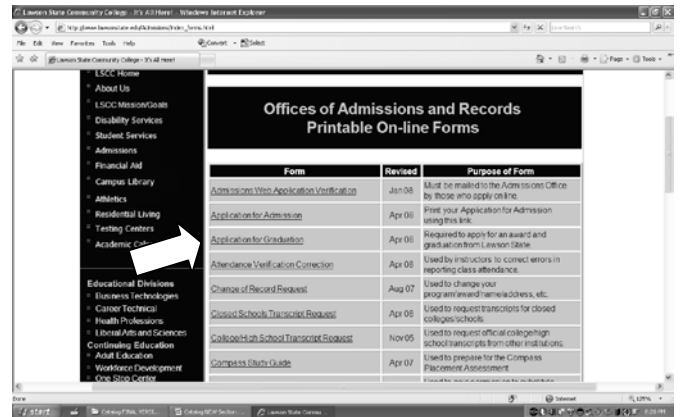 Lawson State Community College - It's All Here! - Windows Internet Explorer
File Edit View Favorites Tools Help
Convert
Select
Lawson State Community College - It's All Here!
Page
Tools
LSCC Home
About Us
LSCC Mission/Goals
Disability Services
Student Services
Admissions
Financial Aid
Campus Library
Athletics
Residential Living
Testing Centers
Academic
Educational Divisions
Business Technologies
Career Technical
Health Professions
Liberal Arts and Sciences
Continuing Education
Adult Education
Workforce Development
One Stop Center
Offices of Admissions and Records
Printable On-line Forms
Form Revised Purpose of Form
Admissions Web Application Verification Jan 08 Must be mailed to the Admissions Office
by those who apply online.
Application for Admission Apr 08 Print your Application for Admission
using this link.
Application for Graduation Apr 08 Required to apply for an award and
graduation from Lawson State
Attendance Verification Correction Apr 08 Used by instructors to correct errors in
reporting class attendance.
Change of Record Request Aug 07 Used to change your
program/award/name/address, etc.
Closed Schools Transcript Request Apr 08 Used to request transcripts for closed
colleges/schools.
College/High School Transcript Request Nov 05 Used to request official college/high
school transcripts from other institutions.
Compass Study Guide Apr 07 Used to prepare for the Compass
Placement Assessment
Done
Internet
125%
start
Catalog FINAL
Catalog NEW Section
Lawson State Commu